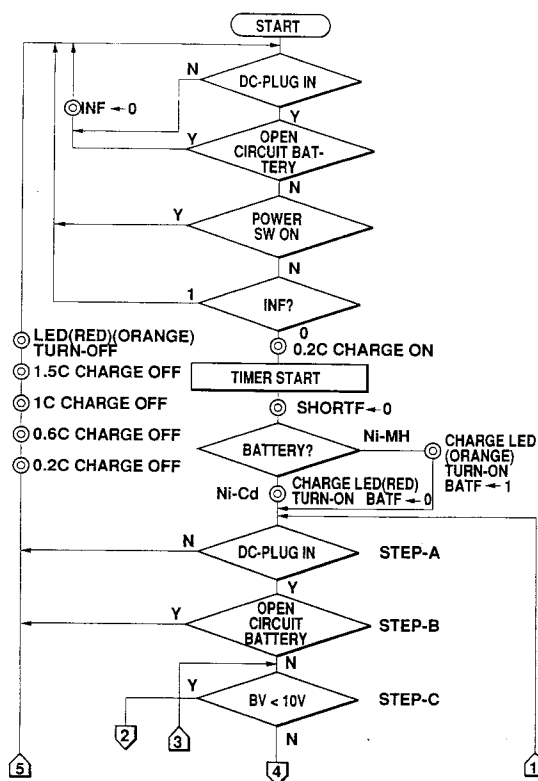 START
N
DC-PLUG IN
INF ← 0
Y
Y
OPEN
CIRCUIT BAT-
TERY
N
Y
POWER
SW ON
N
1
INF?
0
LED(RED)(ORANGE)
TURN-OFF
0.2C CHARGE ON
1.5C CHARGE OFF
TIMER START
1C CHARGE OFF
SHORTF←0
0.6C CHARGE OFF
BATTERY?
Ni-MH
CHARGE LED
(ORANGE)
TURN-ON
BATF ← 1
0.2C CHARGE OFF
Ni-Cd
CHARGE LED(RED)
TURN-ON BATF ← 0
N
DC-PLUG IN
STEP-A
Y
Y
OPEN
CIRCUIT
BATTERY
STEP-B
N
Y
BV < 10V
STEP-C
2
3
N
5
4
1